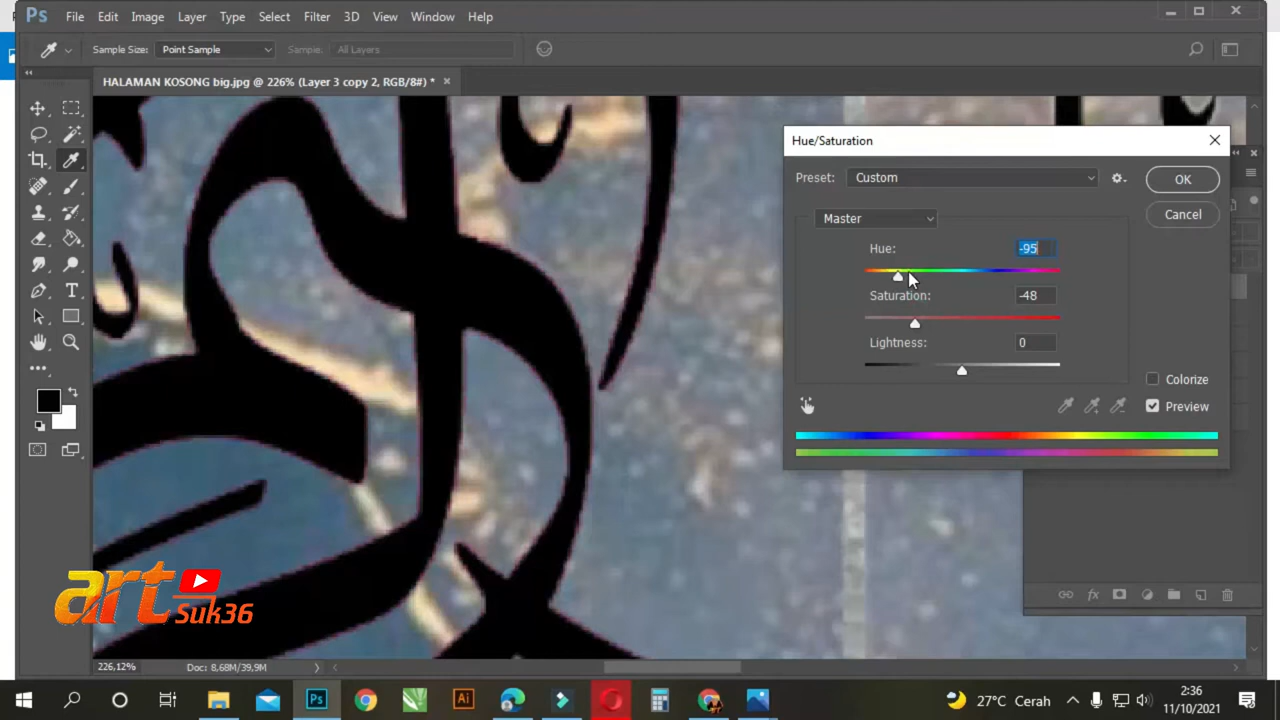 Ps File Edit Image Layer Type Select Filter 3D View Window Help
Sample Size: Point Sample Sample: All Layers
HALAMAN KOSONG big.jpg @ 226% (Layer 3 copy 2, RGB/8#) * ×
Hue/Saturation
Preset: Custom
OK
Master
Cancel
Hue: -95
Saturation: -48
Lightness: 0
Colorize
Preview
art
Suk36
226,12% Doc: 8,68M/39,9M
fx
Ps Ai 27°C Cerah 2:36
11/10/2021